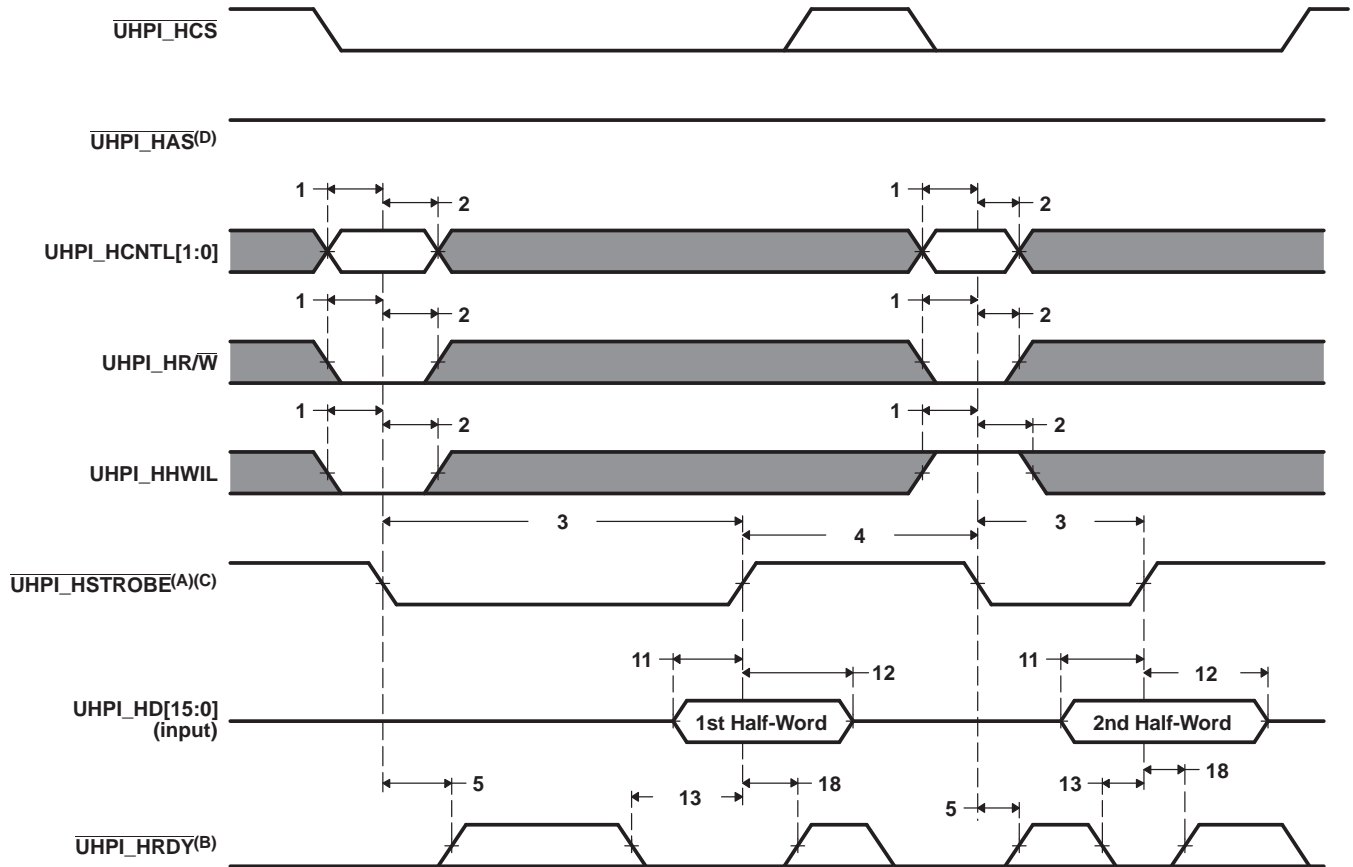 UHPI_HCS
UHPI_HAS(D)
1 2 1 2
UHPI_HCNTL[1:0]
1 2 1 2
UHPI_HR/W
1 2 1 2
UHPI_HHWIL
3 4 3
UHPI_HSTROBE(A)(C)
11 12 11 12
UHPI_HD[15:0]
(input)
1st Half-Word 2nd Half-Word
5 13 18 5 13 18
UHPI_HRDY(B)